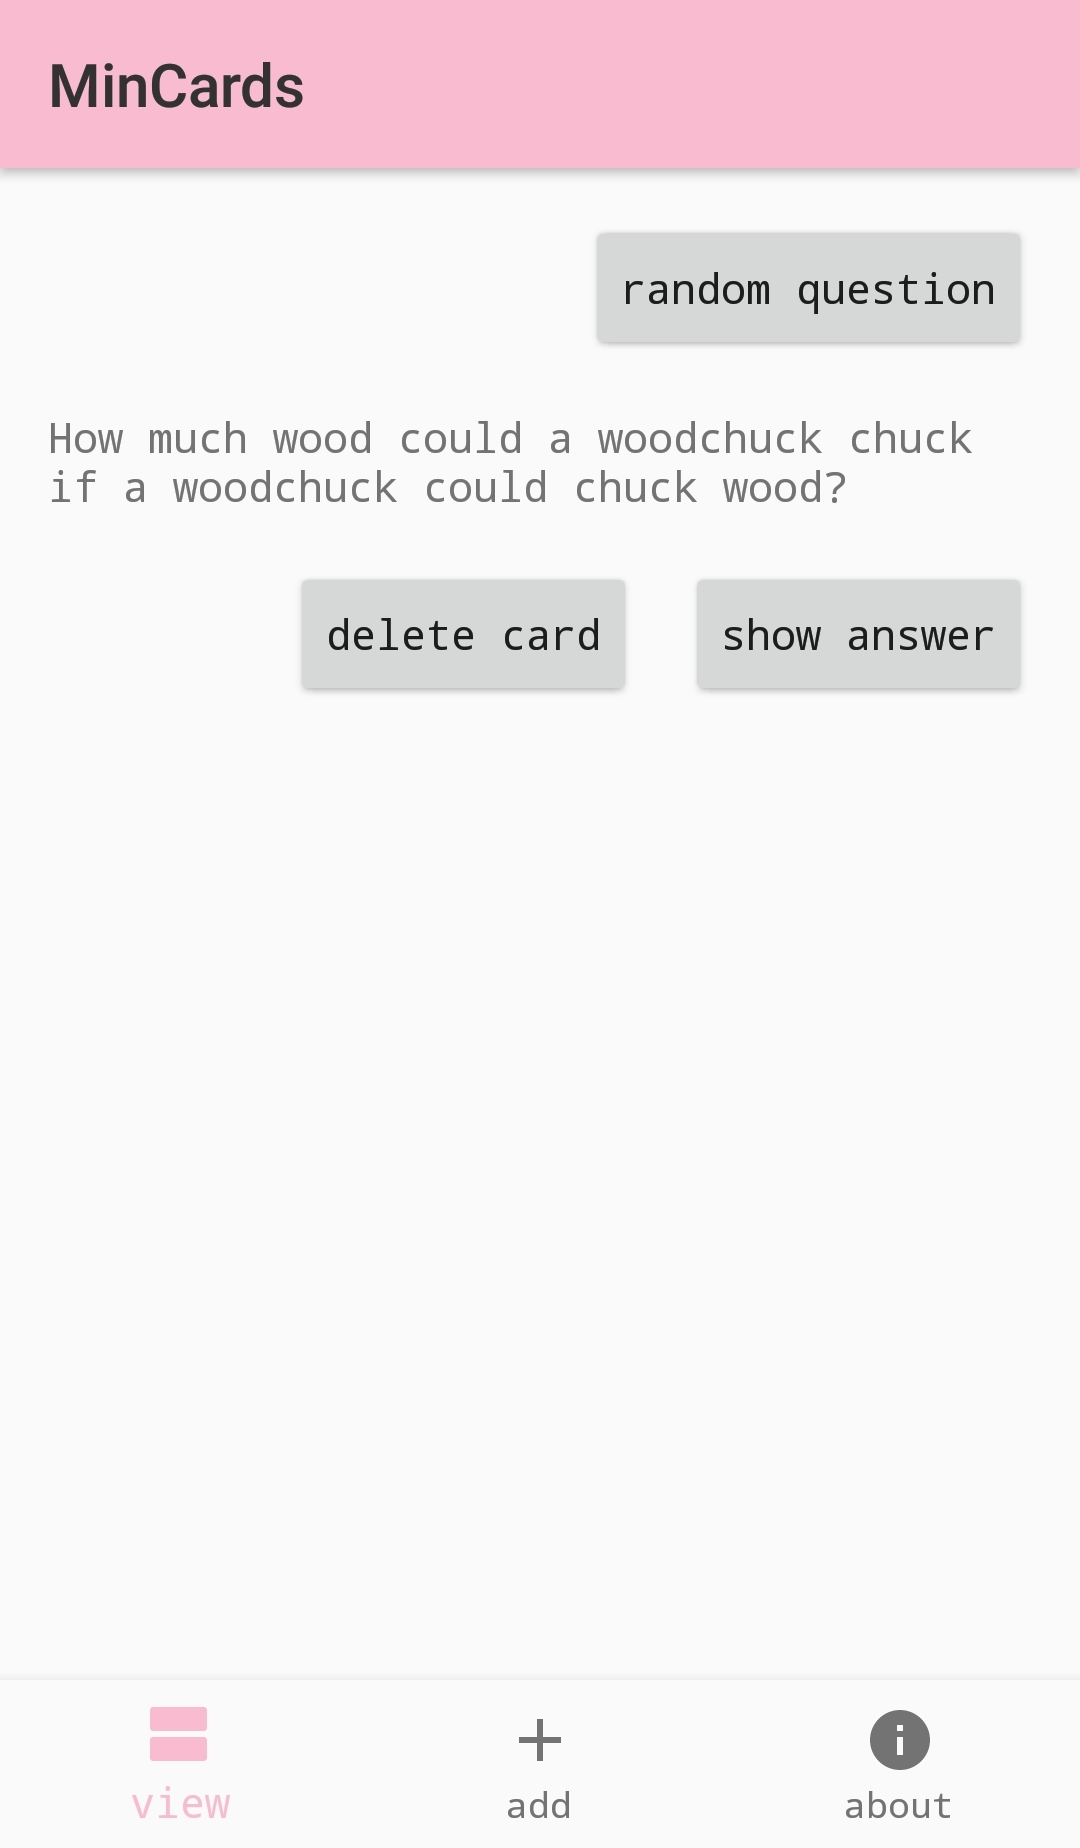 MinCards
random question
How much wood could a woodchuck chuck
if a woodchuck could chuck wood?
delete card
show answer
view
add
about